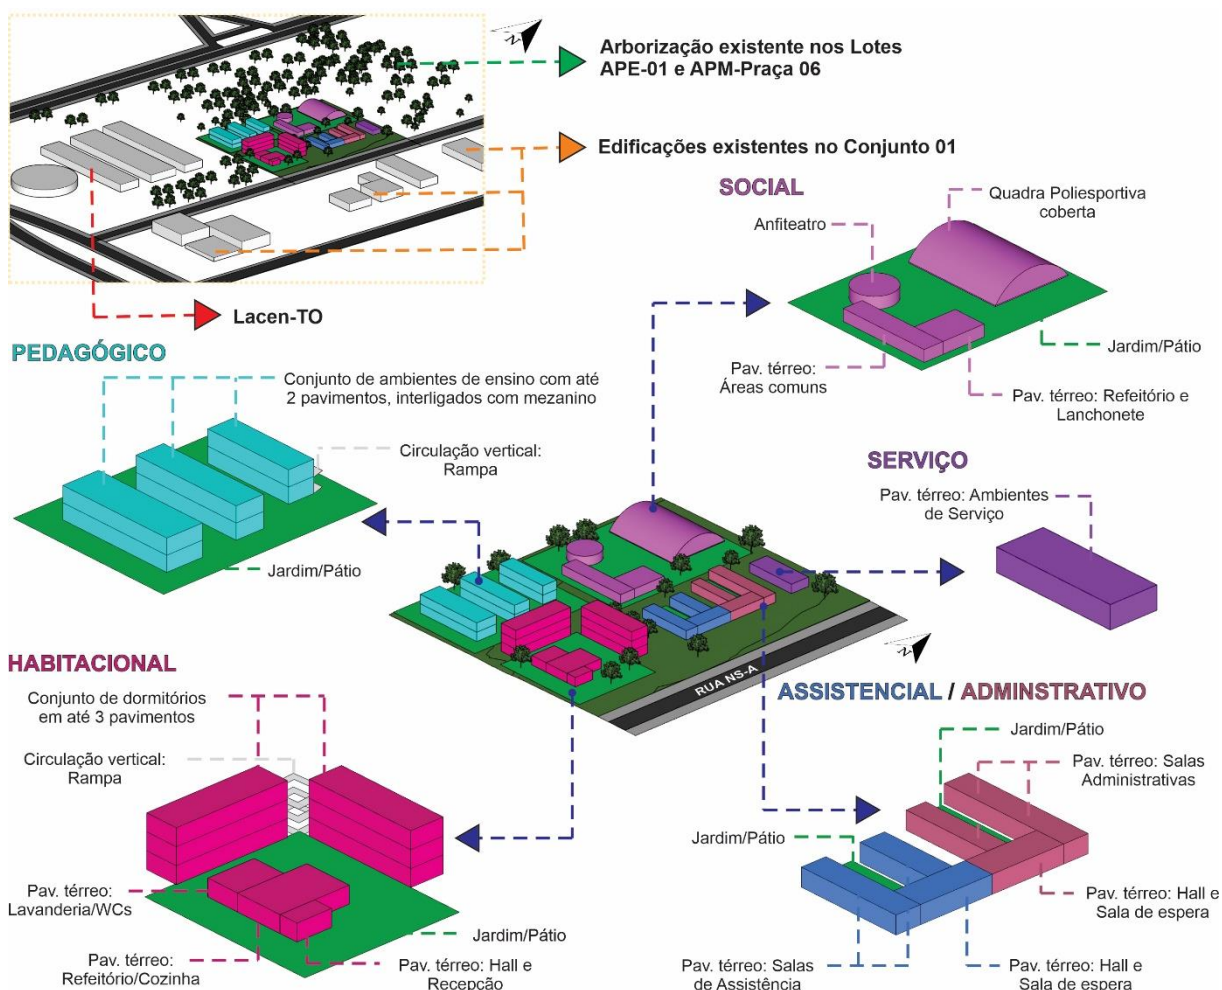 N
Arborização existente nos Lotes
APE-01 e APM-Praça 06
Edificações existentes no Conjunto 01
Lacen-TO
SOCIAL
Quadra Poliesportiva
coberta
Anfiteatro
Jardim/Pátio
Pav. térreo:
Áreas comuns
Pav. térreo: Refeitório e
Lanchonete
PEDAGÓGICO
Conjunto de ambientes de ensino com até
2 pavimentos, interligados com mezanino
Circulação vertical:
Rampa
Jardim/Pátio
SERVIÇO
Pav. térreo: Ambientes
de Serviço
RUA NS-A
N
HABITACIONAL
Conjunto de dormitórios
em até 3 pavimentos
Circulação vertical:
Rampa
Pav. térreo:
Lavanderia/WCs
Pav. térreo:
Refeitório/Cozinha
Jardim/Pátio
Pav. térreo: Hall e
Recepção
ASSISTENCIAL / ADMINSTRATIVO
Jardim/Pátio
Pav. térreo: Salas
Administrativas
Jardim/Pátio
Pav. térreo: Hall e
Sala de espera
Pav. térreo: Salas
de Assistência
Pav. térreo: Hall e
Sala de espera